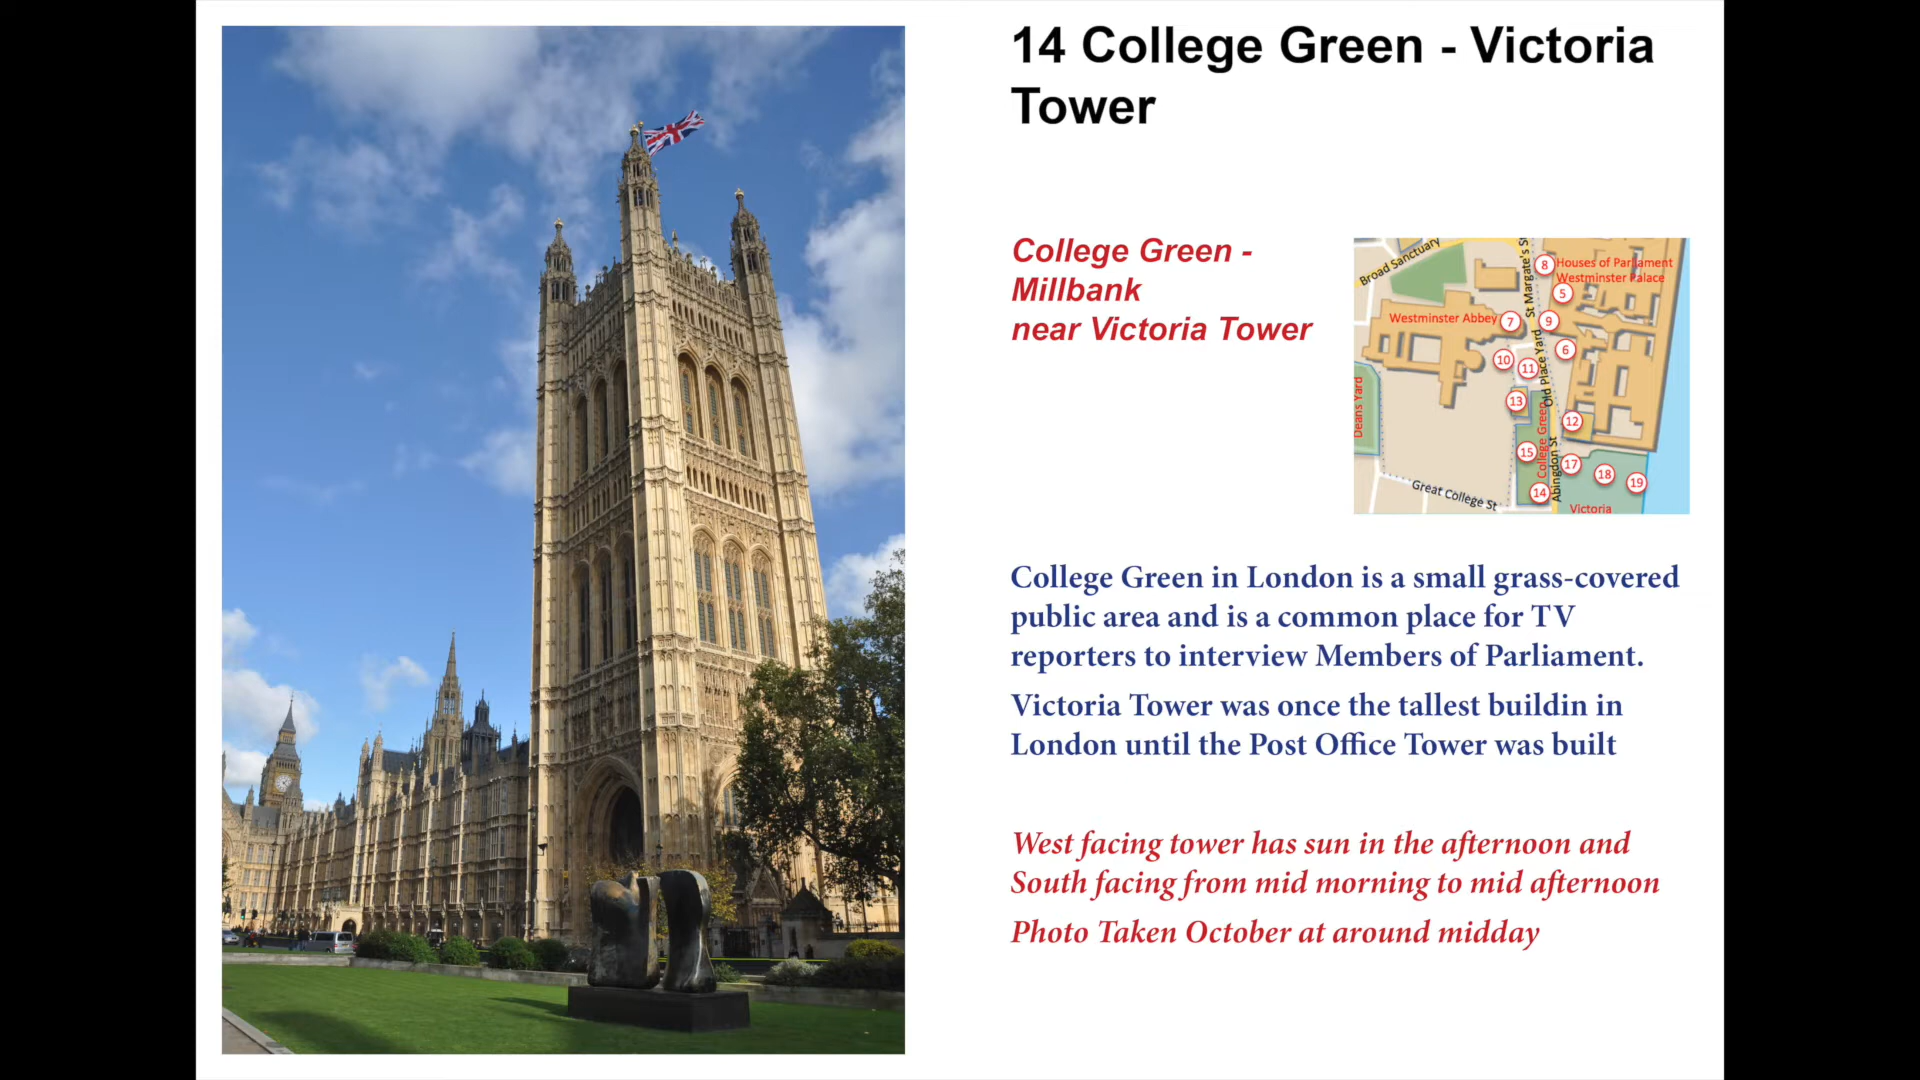 14 College Green - Victoria
Tower
College Green -
Millbank
near Victoria Tower
Broad Sanctuary
St Margate's S
8
Houses of Parliament
Westminster Palace
5
Westminster Abbey
7
9
6
10
11
Old Place Yard
Deans Yard
13
College Green
12
15
Abingdon St
17
18
19
Great College St
14
Victoria
College Green in London is a small grass-covered
public area and is a common place for TV
reporters to interview Members of Parliament.
Victoria Tower was once the tallest buildin in
London until the Post Office Tower was built
West facing tower has sun in the afternoon and
South facing from mid morning to mid afternoon
Photo Taken October at around midday